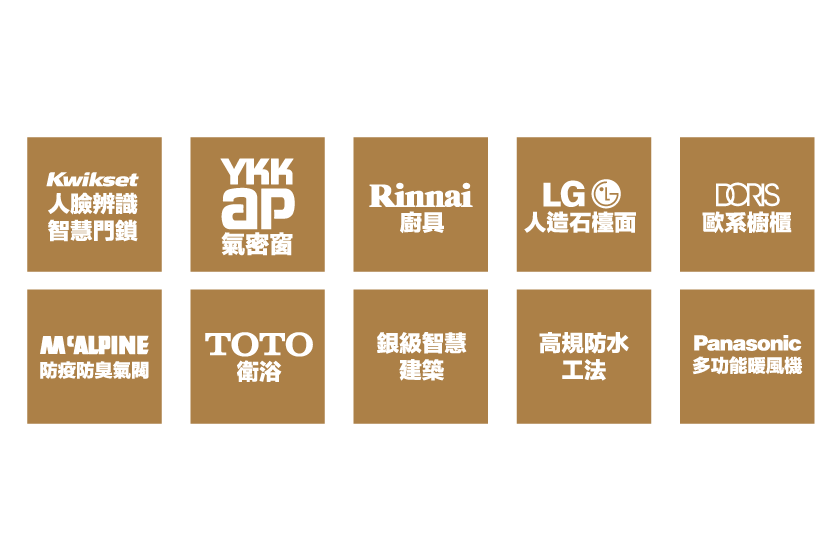 Kwikset
人臉辨識
智慧門鎖
YKK
ap
氣密窗
Rinnai
廚具
LG
人造石檯面
DORIS
歐系櫥櫃
McALPINE
防疫防臭氣閥
TOTO
衛浴
銀級智慧
建築
高規防水
工法
Panasonic
多功能暖風機